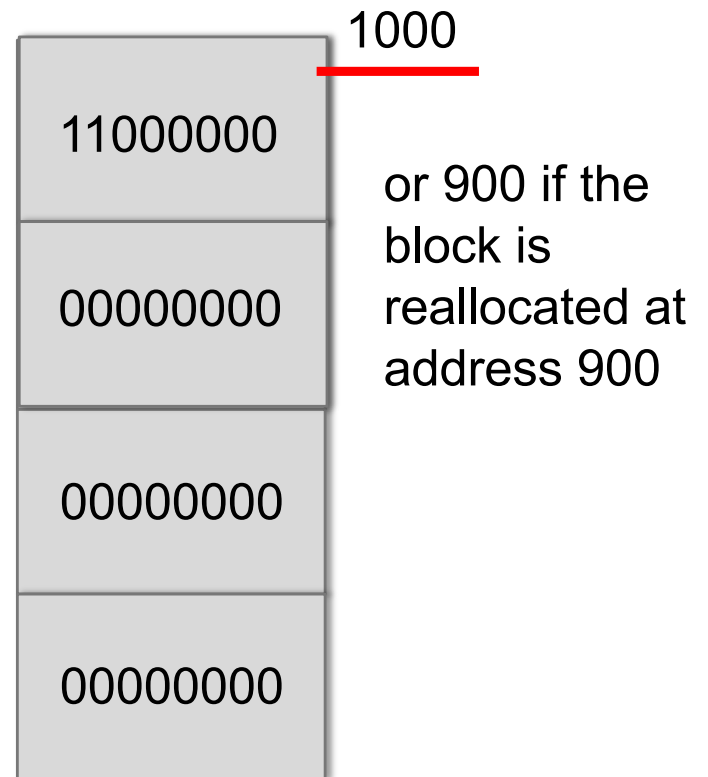 1000
11000000
or 900 if the
block is
reallocated at
address 900
00000000
00000000
00000000